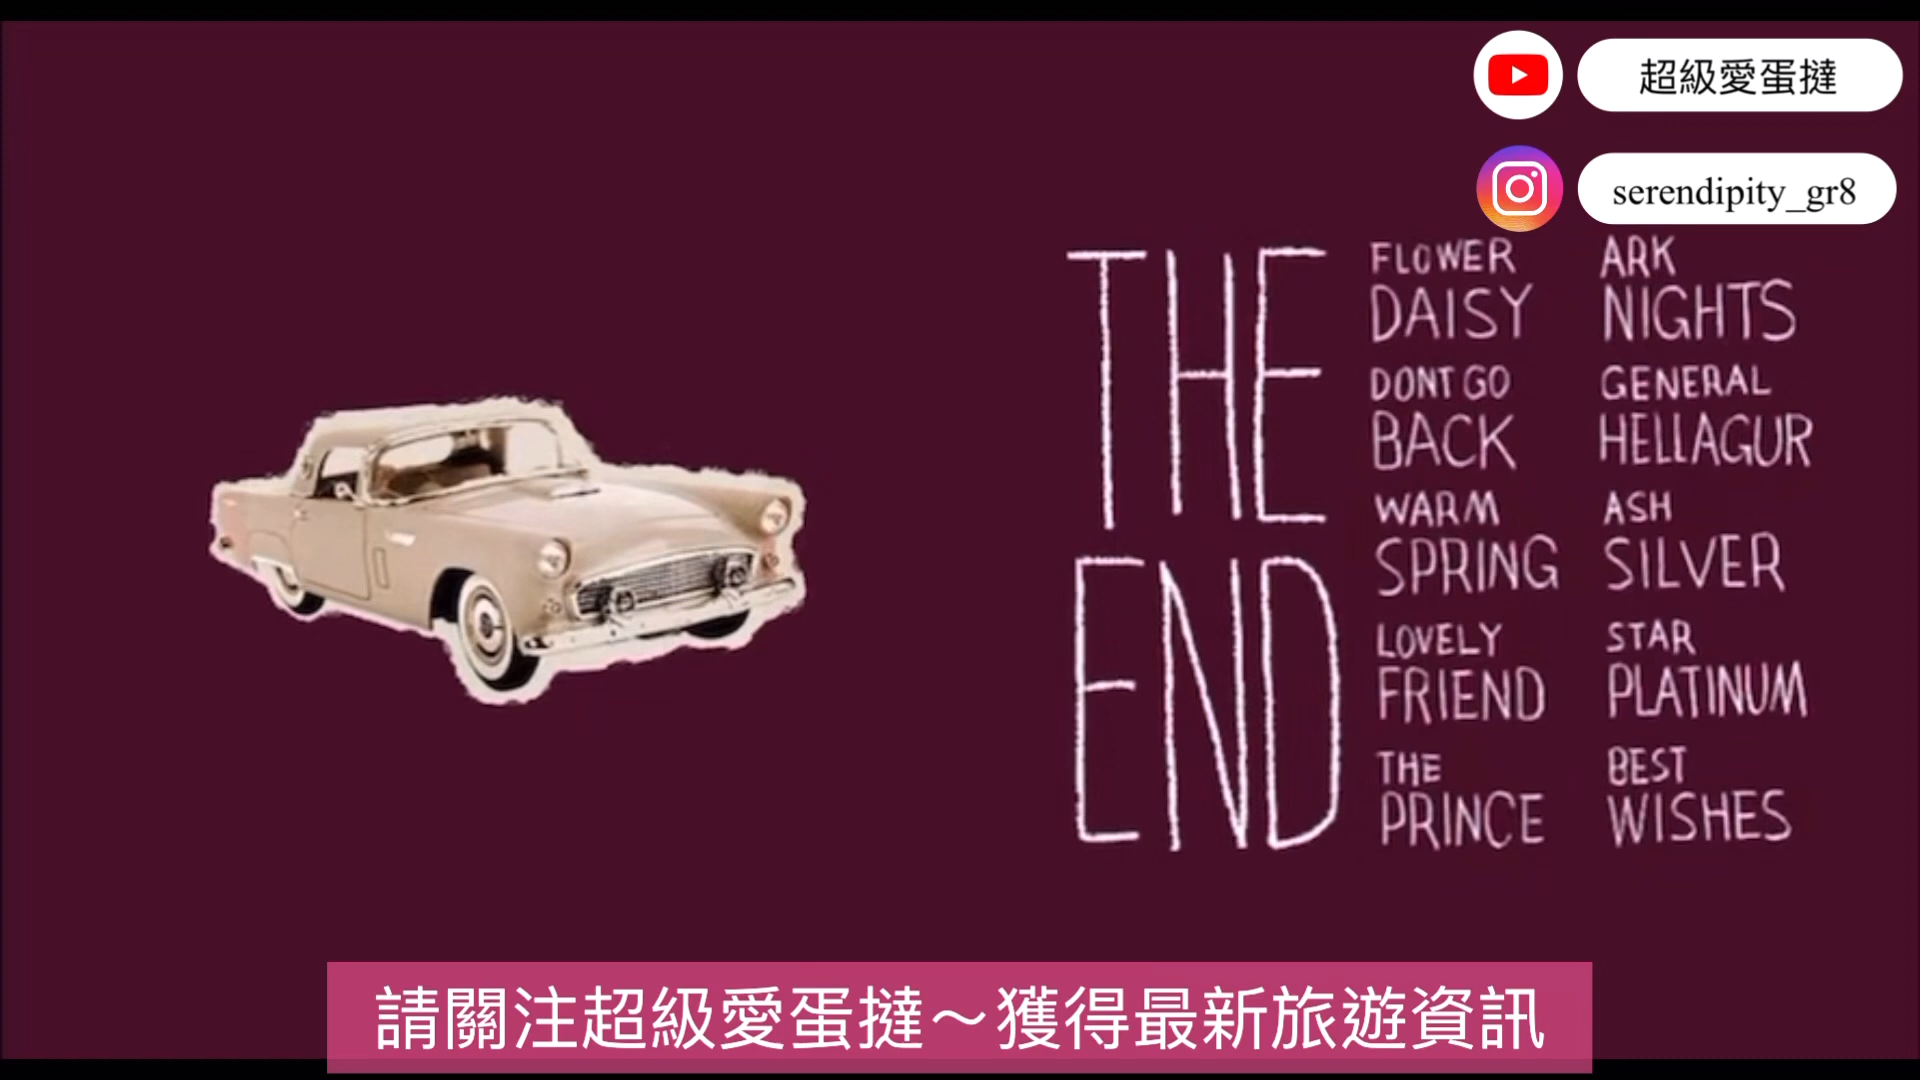 超級愛蛋撻
serendipity_gr8
THE
END
FLOWER
DAISY
DONT GO
BACK
WARM
SPRING
LOVELY
FRIEND
THE
PRINCE
ARK
NIGHTS
GENERAL
HELLAGUR
ASH
SILVER
STAR
PLATINUM
BEST
WISHES
請關注超級愛蛋撻～獲得最新旅遊資訊